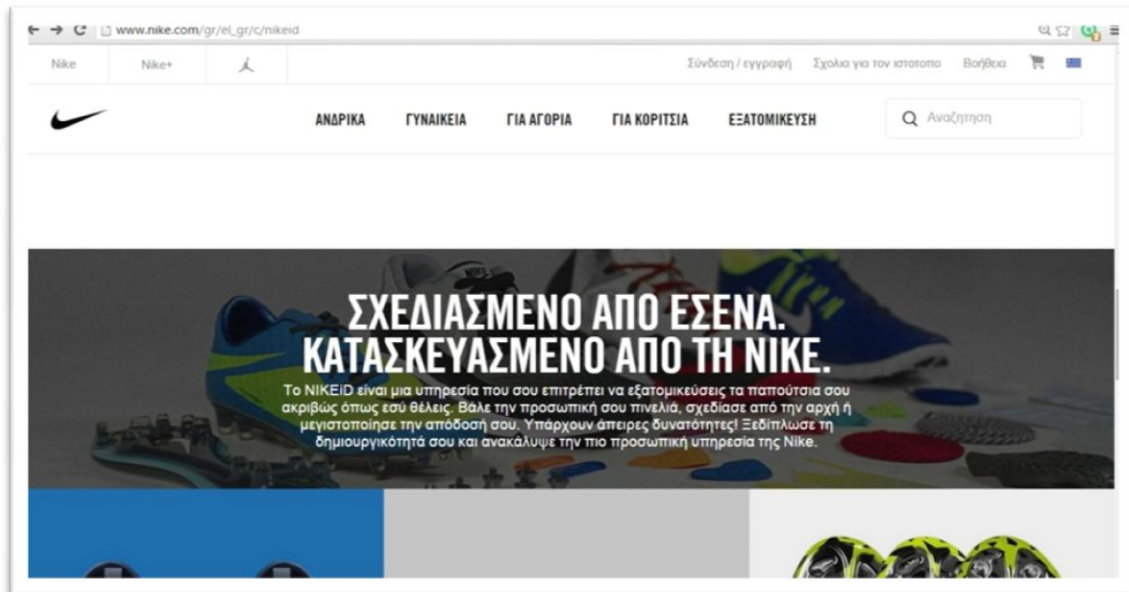 www.nike.com/gr/el_gr/c/nikeid
Nike Nike+ Σύνδεση / εγγραφή Σχολια για τον ιστοτοπο Βοήθεια
ΑΝΔΡΙΚΑ ΓΥΝΑΙΚΕΙΑ ΓΙΑ ΑΓΟΡΙΑ ΓΙΑ ΚΟΡΙΤΣΙΑ ΕΞΑΤΟΜΙΚΕΥΣΗ Αναζητηση
ΣΧΕΔΙΑΣΜΕΝΟ ΑΠΟ ΕΣΕΝΑ.
ΚΑΤΑΣΚΕΥΑΣΜΕΝΟ ΑΠΟ ΤΗ NIKE.
Το NIKEiD είναι μια υπηρεσία που σου επιτρέπει να εξατομικεύσεις τα παπούτσια σου
ακριβώς όπως εσύ θέλεις. Βάλε την προσωπική σου πινελιά, σχεδίασε από την αρχή ή
μεγιστοποίησε την απόδοσή σου. Υπάρχουν άπειρες δυνατότητες! Ξεδίπλωσε τη
δημιουργικότητά σου και ανακάλυψε την πιο προσωπική υπηρεσία της Nike.